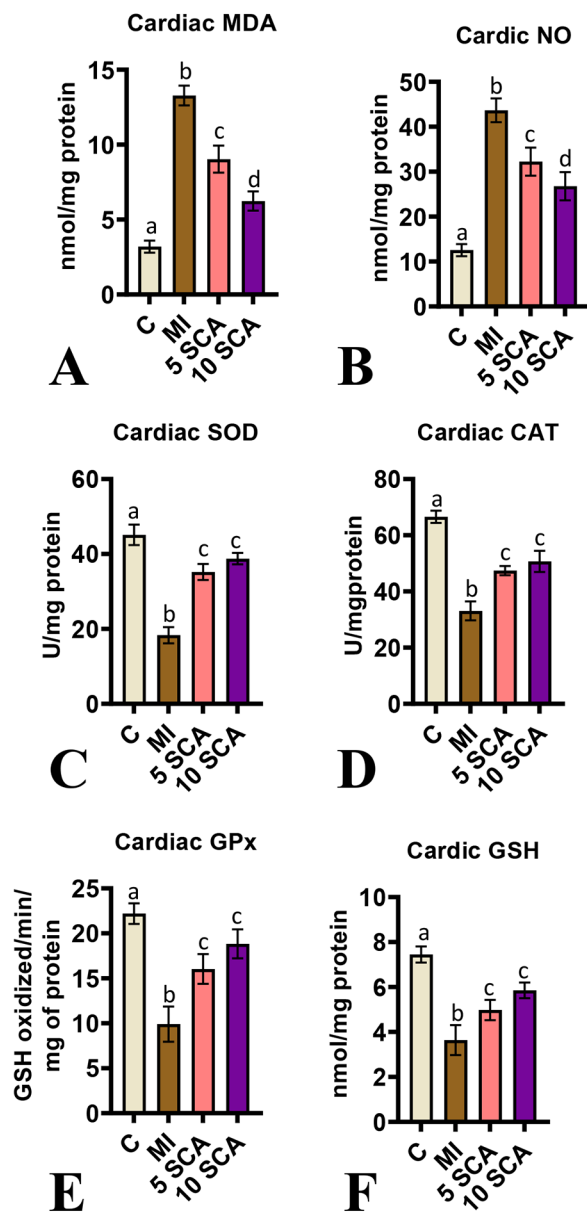 Cardiac MDA
nmol/mg protein
15
10
5
0
a
b
c
d
C
MI
5 SCA
10 SCA
A
Cardic NO
nmol/mg protein
50
40
30
20
10
0
a
b
c
d
C
MI
5 SCA
10 SCA
B
Cardiac SOD
U/mg protein
60
40
20
0
a
b
c
c
C
MI
5 SCA
10 SCA
C
Cardiac CAT
U/mgprotein
80
60
40
20
0
a
b
c
c
C
MI
5 SCA
10 SCA
D
Cardiac GPx
GSH oxidized/min/
mg of protein
25
20
15
10
5
0
a
b
c
c
C
MI
5 SCA
10 SCA
E
Cardic GSH
nmol/mg protein
10
8
6
4
2
0
a
b
c
c
C
MI
5 SCA
10 SCA
F